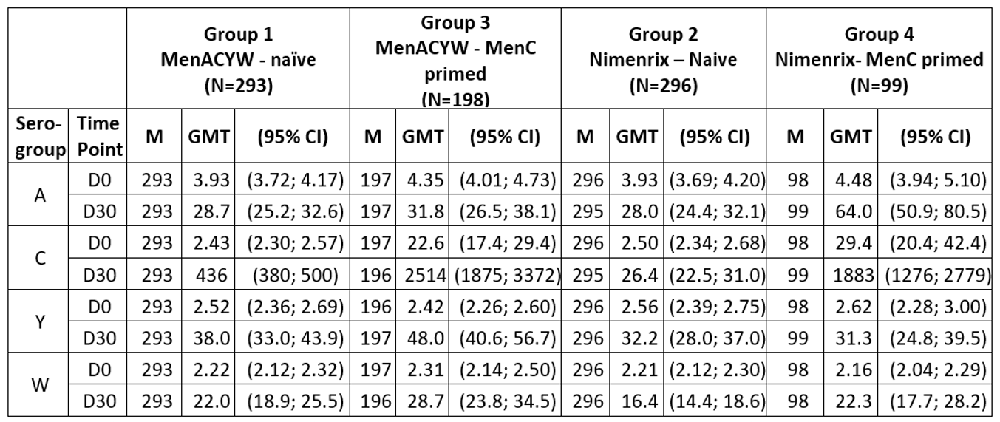 Group 1
MenACYW - naïve
(N=293)
Group 3
MenACYW - MenC
primed
(N=198)
Group 2
Nimenrix – Naive
(N=296)
Group 4
Nimenrix- MenC primed
(N=99)
Sero-
group
Time
Point
M GMT (95% CI) M GMT (95% CI) M GMT (95% CI) M GMT (95% CI)
A
D0 293 3.93 (3.72; 4.17) 197 4.35 (4.01; 4.73) 296 3.93 (3.69; 4.20) 98 4.48 (3.94; 5.10)
D30 293 28.7 (25.2; 32.6) 197 31.8 (26.5; 38.1) 295 28.0 (24.4; 32.1) 99 64.0 (50.9; 80.5)
C
D0 293 2.43 (2.30; 2.57) 197 22.6 (17.4; 29.4) 296 2.50 (2.34; 2.68) 98 29.4 (20.4; 42.4)
D30 293 436 (380; 500) 196 2514 (1875; 3372) 295 26.4 (22.5; 31.0) 99 1883 (1276; 2779)
Y
D0 293 2.52 (2.36; 2.69) 196 2.42 (2.26; 2.60) 296 2.56 (2.39; 2.75) 98 2.62 (2.28; 3.00)
D30 293 38.0 (33.0; 43.9) 197 48.0 (40.6; 56.7) 296 32.2 (28.0; 37.0) 99 31.3 (24.8; 39.5)
W
D0 293 2.22 (2.12; 2.32) 197 2.31 (2.14; 2.50) 296 2.21 (2.12; 2.30) 98 2.16 (2.04; 2.29)
D30 293 22.0 (18.9; 25.5) 196 28.7 (23.8; 34.5) 296 16.4 (14.4; 18.6) 98 22.3 (17.7; 28.2)